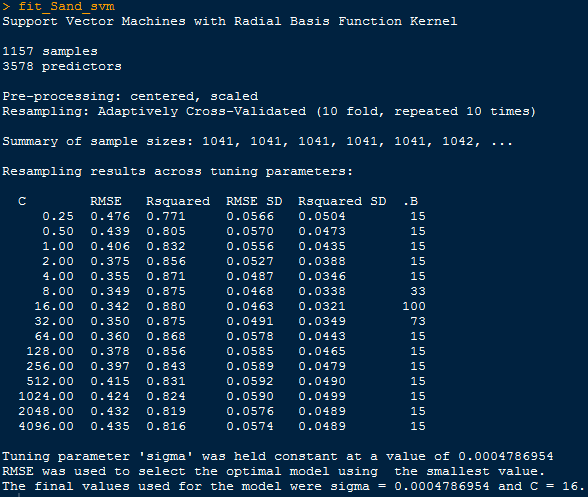 > fit_Sand_svm
Support Vector Machines with Radial Basis Function Kernel
1157 samples
3578 predictors
Pre-processing: centered, scaled
Resampling: Adaptively Cross-Validated (10 fold, repeated 10 times)
Summary of sample sizes: 1041, 1041, 1041, 1041, 1041, 1042, ...
Resampling results across tuning parameters:
C RMSE Rsquared RMSE SD Rsquared SD .B
0.25 0.476 0.771 0.0566 0.0504 15
0.50 0.439 0.805 0.0570 0.0473 15
1.00 0.406 0.832 0.0556 0.0435 15
2.00 0.375 0.856 0.0527 0.0388 15
4.00 0.355 0.871 0.0487 0.0346 15
8.00 0.349 0.875 0.0468 0.0338 33
16.00 0.342 0.880 0.0463 0.0321 100
32.00 0.350 0.875 0.0491 0.0349 73
64.00 0.360 0.868 0.0578 0.0443 15
128.00 0.378 0.856 0.0585 0.0465 15
256.00 0.397 0.843 0.0589 0.0479 15
512.00 0.415 0.831 0.0592 0.0490 15
1024.00 0.424 0.824 0.0590 0.0499 15
2048.00 0.432 0.819 0.0576 0.0489 15
4096.00 0.435 0.816 0.0574 0.0489 15
Tuning parameter 'sigma' was held constant at a value of 0.0004786954
RMSE was used to select the optimal model using  the smallest value.
The final values used for the model were sigma = 0.0004786954 and C = 16.